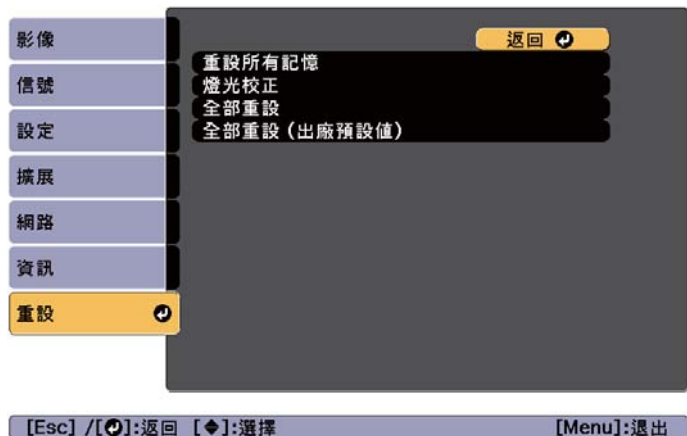 影像
信號
設定
擴展
網路
資訊
重設
返回
重設所有記憶
燈光校正
全部重設
全部重設 (出廠預設值)
[Esc] /[]:返回 [◆]:選擇 [Menu]:退出